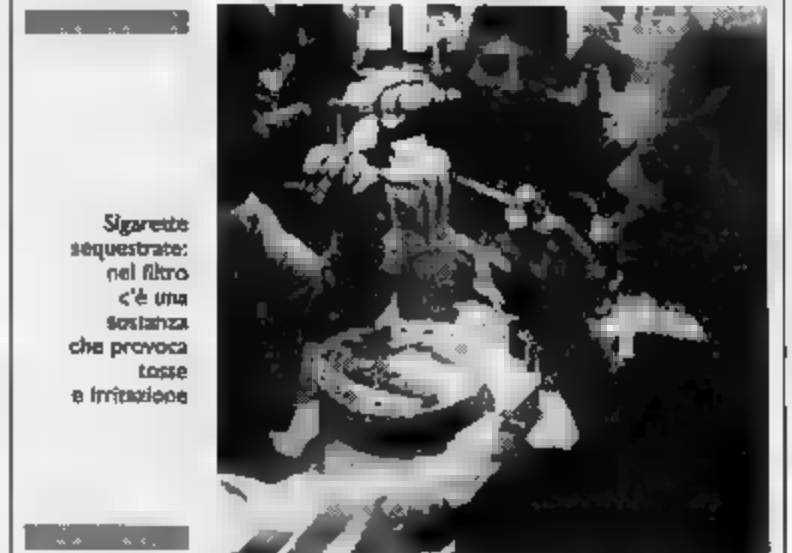 Sigarette
sequestrate:
nel filtro
c'è una
sostanza
che provoca
tosse
e irritazione